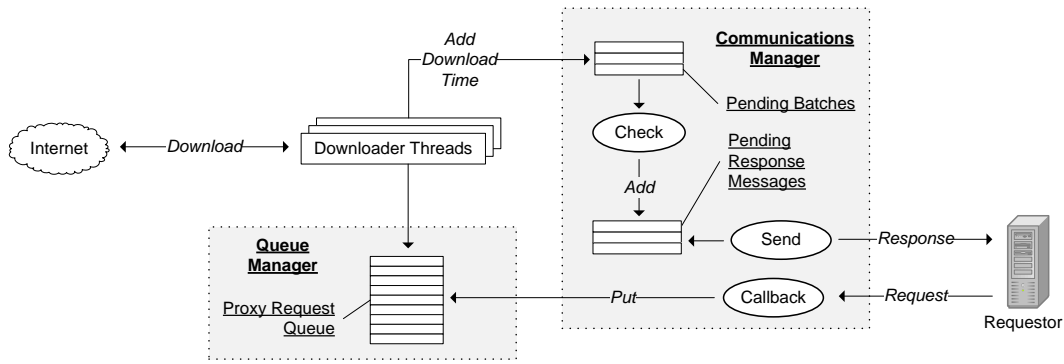 Add
Download
Time
Communications
Manager
Pending Batches
Check
Internet
Download
Downloader Threads
Pending
Response
Messages
Add
Queue
Manager
Send
Response
Proxy Request
Queue
Put
Callback
Request
Requestor